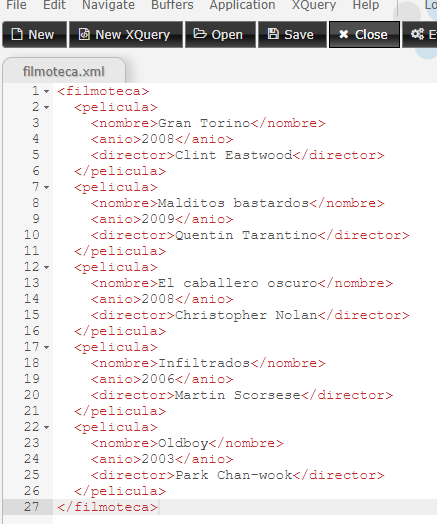 File Edit Navigate Buffers Application XQuery Help
New New XQuery Open Save Close
filmoteca.xml
1 <filmoteca>
2 <pelicula>
3 <nombre>Gran Torino</nombre>
4 <anio>2008</anio>
5 <director>Clint Eastwood</director>
6 </pelicula>
7 <pelicula>
8 <nombre>Malditos bastardos</nombre>
9 <anio>2009</anio>
10 <director>Quentin Tarantino</director>
11 </pelicula>
12 <pelicula>
13 <nombre>El caballero oscuro</nombre>
14 <anio>2008</anio>
15 <director>Christopher Nolan</director>
16 </pelicula>
17 <pelicula>
18 <nombre>Infiltrados</nombre>
19 <anio>2006</anio>
20 <director>Martin Scorsese</director>
21 </pelicula>
22 <pelicula>
23 <nombre>Oldboy</nombre>
24 <anio>2003</anio>
25 <director>Park Chan-wook</director>
26 </pelicula>
27 </filmoteca>